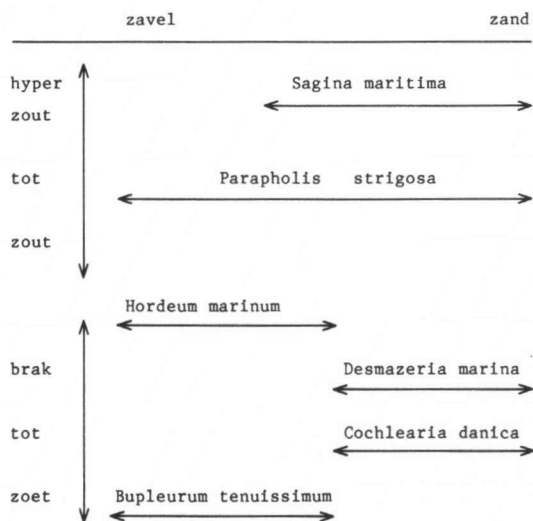 zavel zand
hyper Sagina maritima
zout
tot Parapholis strigosa
zout
Hordeum marinum
brak Desmazeria marina
tot Cochlearia danica
zoet Bupleurum tenuissimum